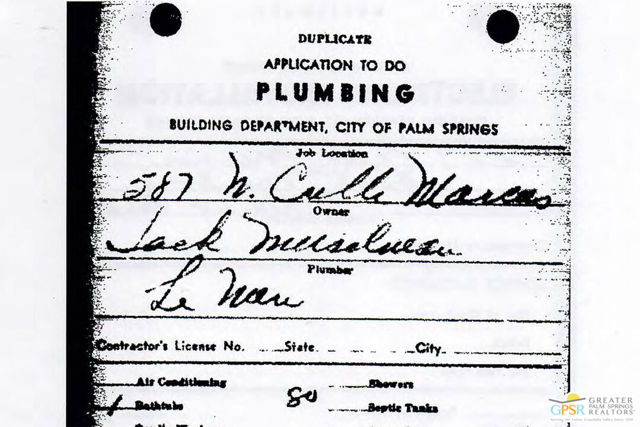 DUPLICATE
APPLICATION TO DO
PLUMBING
BUILDING DEPARTMENT, CITY OF PALM SPRINGS
Job Location
587 N. Calle Marcus
Owner
Jack
Plumber
Le
Contractor's License No. State. City
Air Conditioning 80 Showers
1 Bathtubs Septic Tanks
GPSR GREATER
PALM SPRINGS
REALTORS